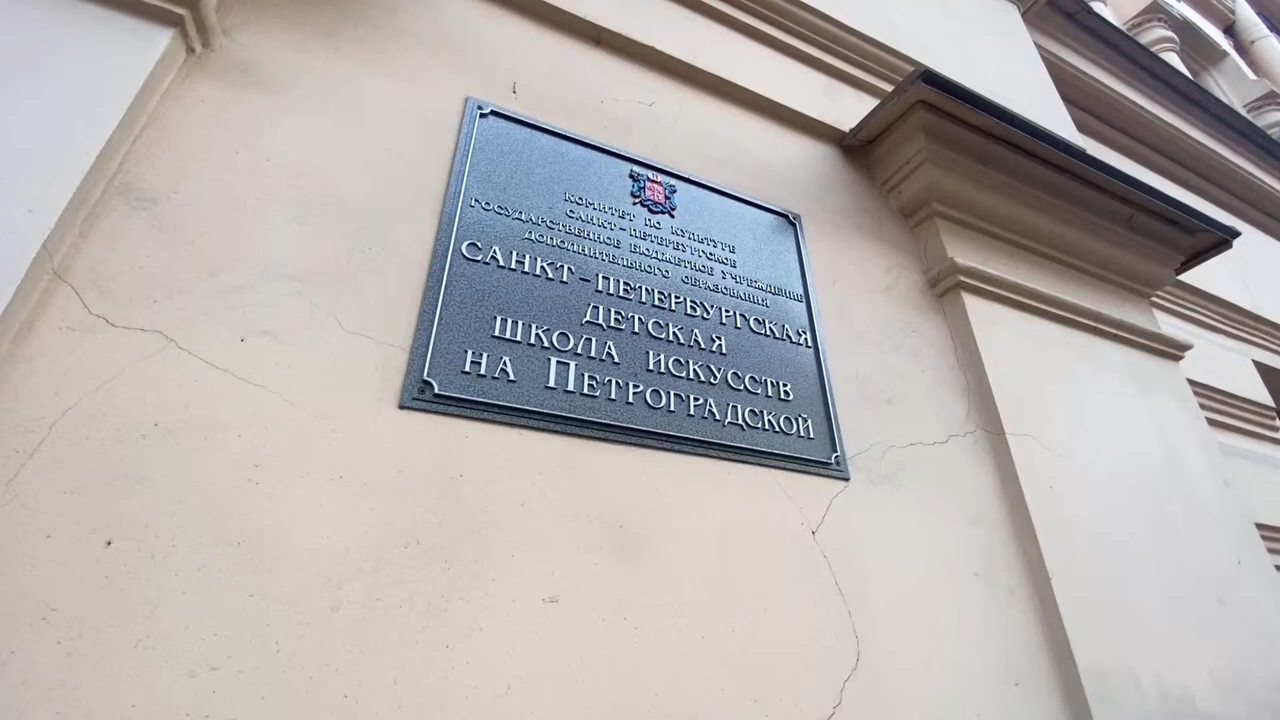 КОМИТЕТ ПО КУЛЬТУРЕ
САНКТ-ПЕТЕРБУРГСКОЕ
ГОСУДАРСТВЕННОЕ БЮДЖЕТНОЕ УЧРЕЖДЕНИЕ
ДОПОЛНИТЕЛЬНОГО ОБРАЗОВАНИЯ
САНКТ-ПЕТЕРБУРГСКАЯ
ДЕТСКАЯ
ШКОЛА ИСКУССТВ
НА ПЕТРОГРАДСКОЙ